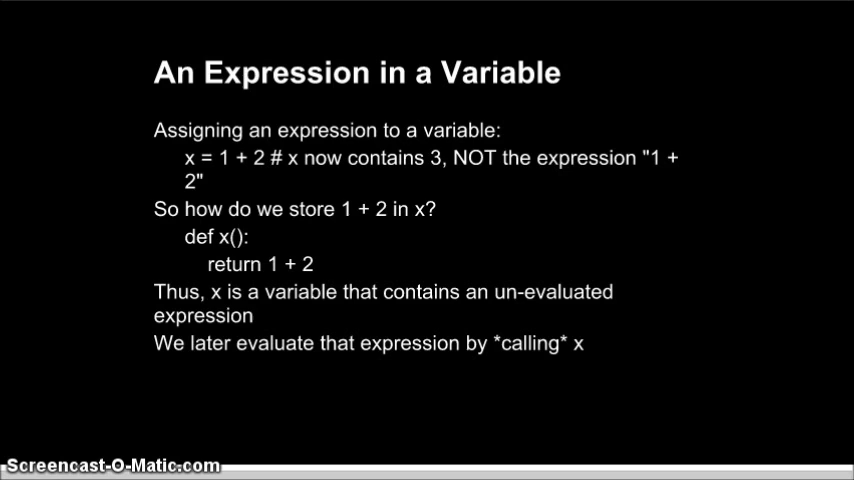 An Expression in a Variable
Assigning an expression to a variable:
x = 1 + 2 # x now contains 3, NOT the expression "1 +
2"
So how do we store 1 + 2 in x?
def x():
return 1 + 2
Thus, x is a variable that contains an un-evaluated
expression
We later evaluate that expression by *calling* x
Screencast-O-Matic.com